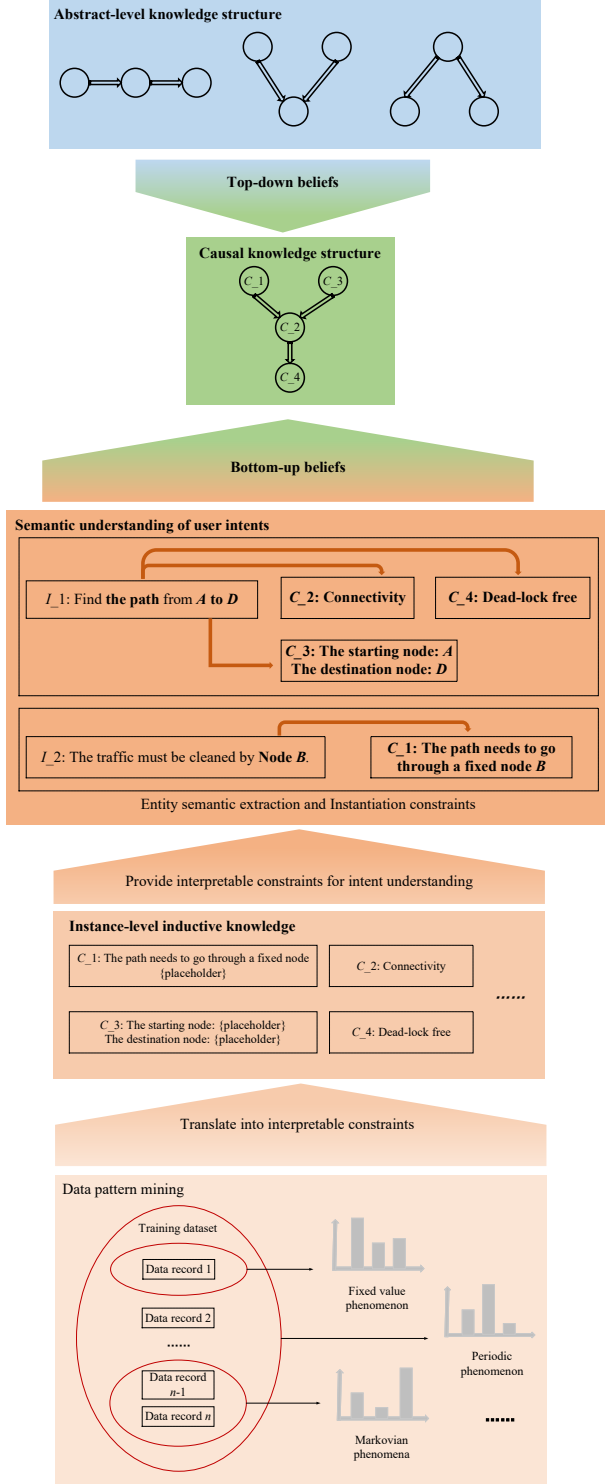 Abstract-level knowledge structure
Top-down beliefs
Causal knowledge structure
C_1
C_3
C_2
C_4
Bottom-up beliefs
Semantic understanding of user intents
I_1: Find the path from A to D
C_2: Connectivity
C_4: Dead-lock free
C_3: The starting node: A
The destination node: D
I_2: The traffic must be cleaned by Node B.
C_1: The path needs to go
through a fixed node B
Entity semantic extraction and Instantiation constraints
Provide interpretable constraints for intent understanding
Instance-level inductive knowledge
C_1: The path needs to go through a fixed node
{placeholder}
C_2: Connectivity
......
C_3: The starting node: {placeholder}
The destination node: {placeholder}
C_4: Dead-lock free
Translate into interpretable constraints
Data pattern mining
Training dataset
Data record 1
Fixed value
phenomenon
Data record 2
......
Periodic
phenomenon
Data record
n-1
Data record n
Markovian
phenomena
......